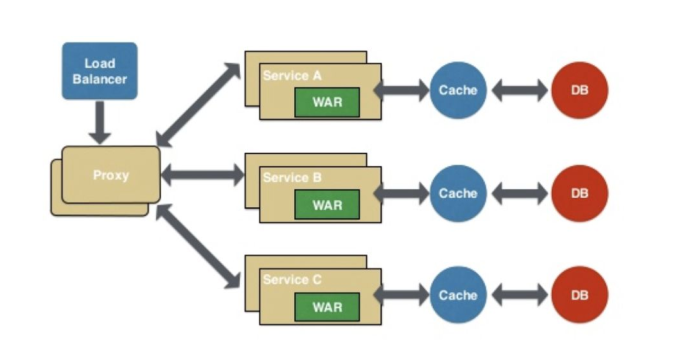 Load
Balancer
Proxy
Service A
WAR
Cache
DB
Service B
WAR
Cache
DB
Service C
WAR
Cache
DB